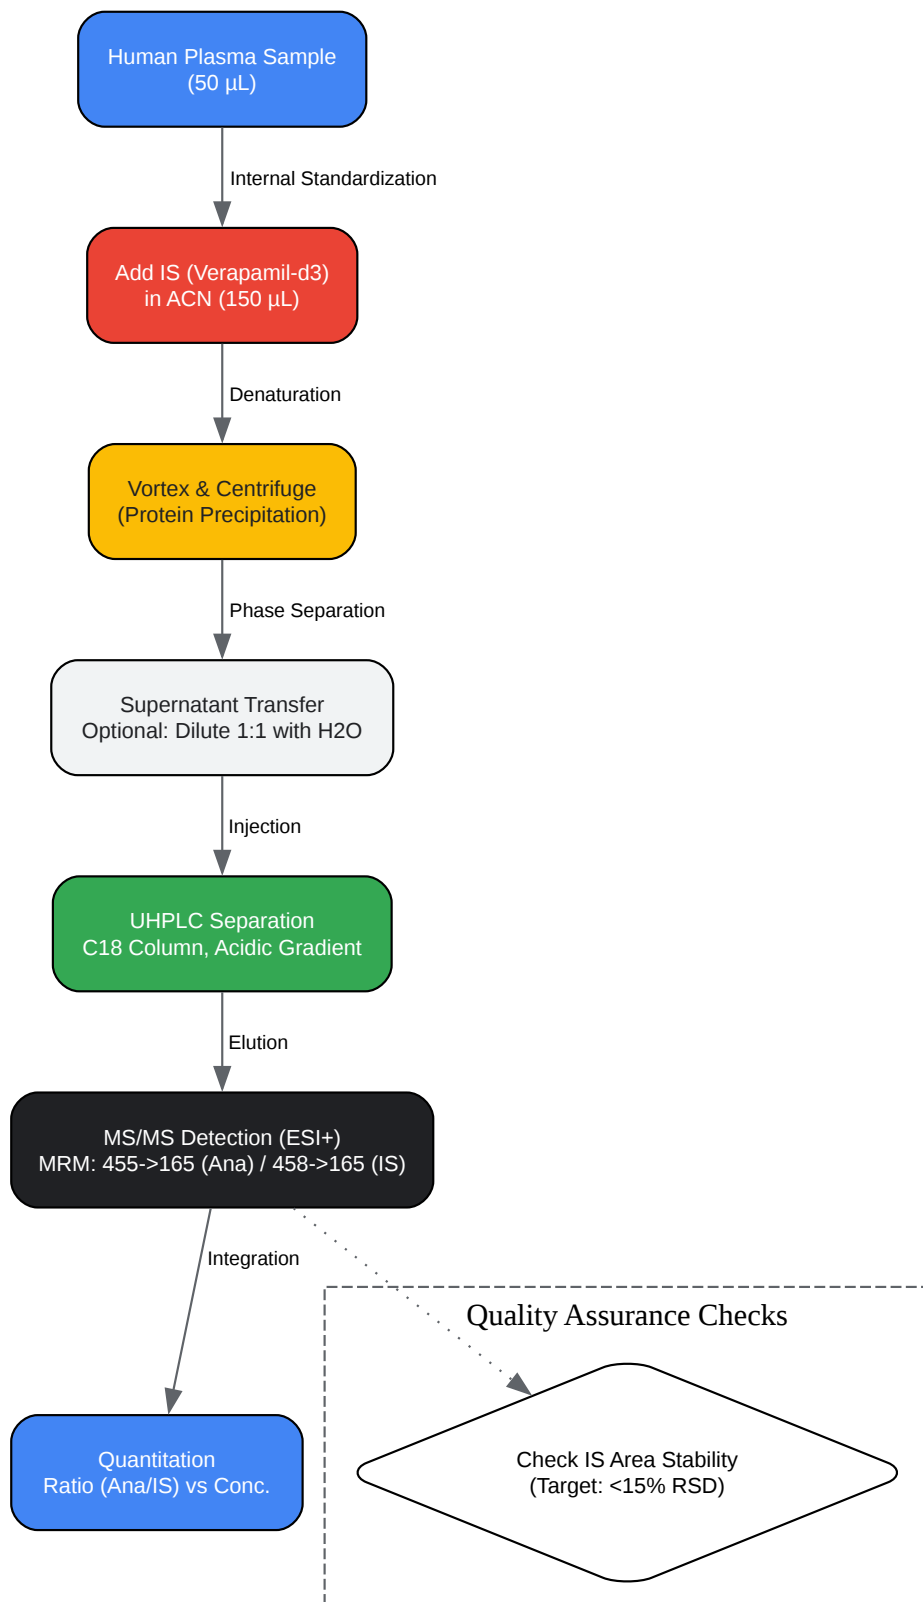 Human Plasma Sample
(50 µL)
Internal Standardization
Add IS (Verapamil-d3)
in ACN (150 µL)
Denaturation
Vortex & Centrifuge
(Protein Precipitation)
Phase Separation
Supernatant Transfer
Optional: Dilute 1:1 with H2O
Injection
UHPLC Separation
C18 Column, Acidic Gradient
Elution
MS/MS Detection (ESI+)
MRM: 455->165 (Ana) / 458->165 (IS)
Integration
Quality Assurance Checks
Quantitation
Ratio (Ana/IS) vs Conc.
Check IS Area Stability
(Target: <15% RSD)